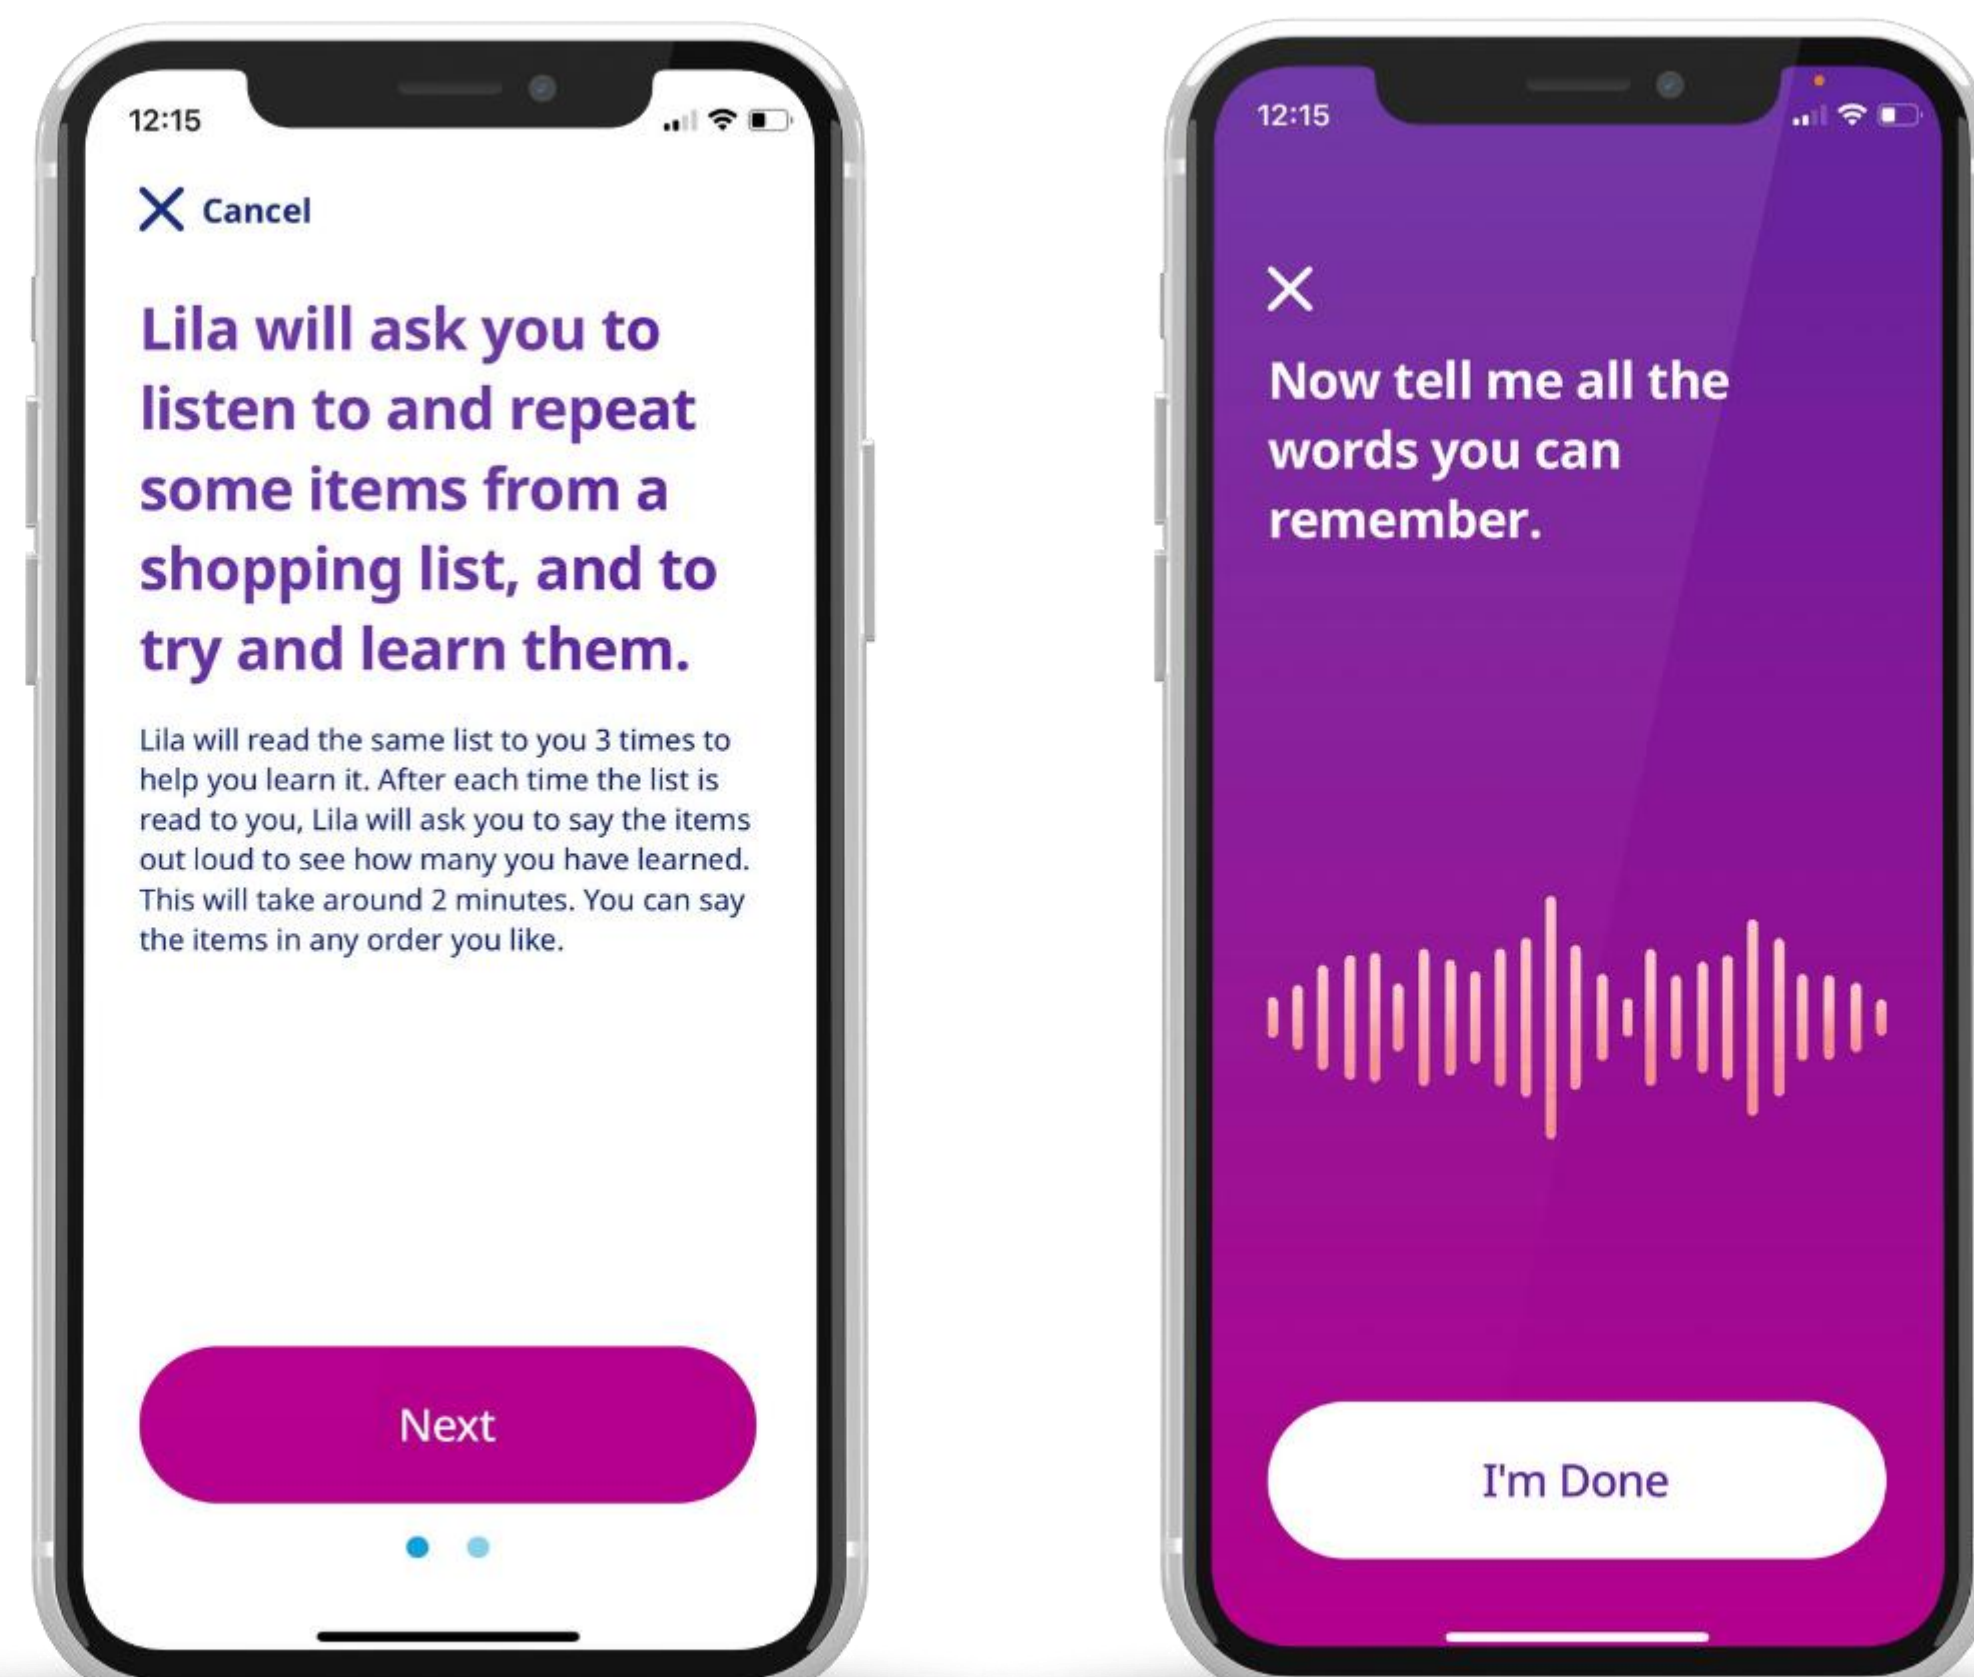 12:15
Cancel
Lila will ask you to
listen to and repeat
some items from a
shopping list, and to
try and learn them.
Lila will read the same list to you 3 times to
help you learn it. After each time the list is
read to you, Lila will ask you to say the items
out loud to see how many you have learned.
This will take around 2 minutes. You can say
the items in any order you like.
Next
12:15
Now tell me all the
words you can
remember.
I'm Done